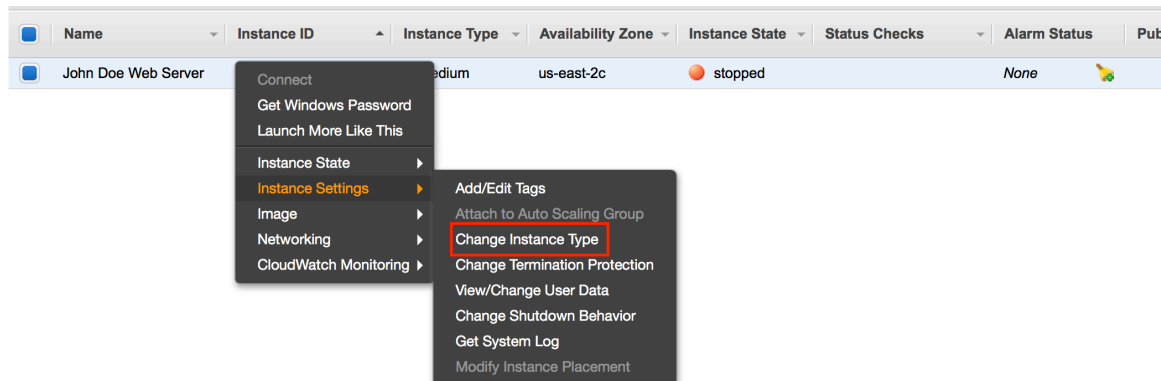 Name Instance ID Instance Type Availability Zone Instance State Status Checks Alarm Status
John Doe Web Server us-east-2c stopped None
Connect
Get Windows Password
Launch More Like This
Instance State
Instance Settings
Image
Networking
CloudWatch Monitoring
Add/Edit Tags
Attach to Auto Scaling Group
Change Instance Type
Change Termination Protection
View/Change User Data
Change Shutdown Behavior
Get System Log
Modify Instance Placement